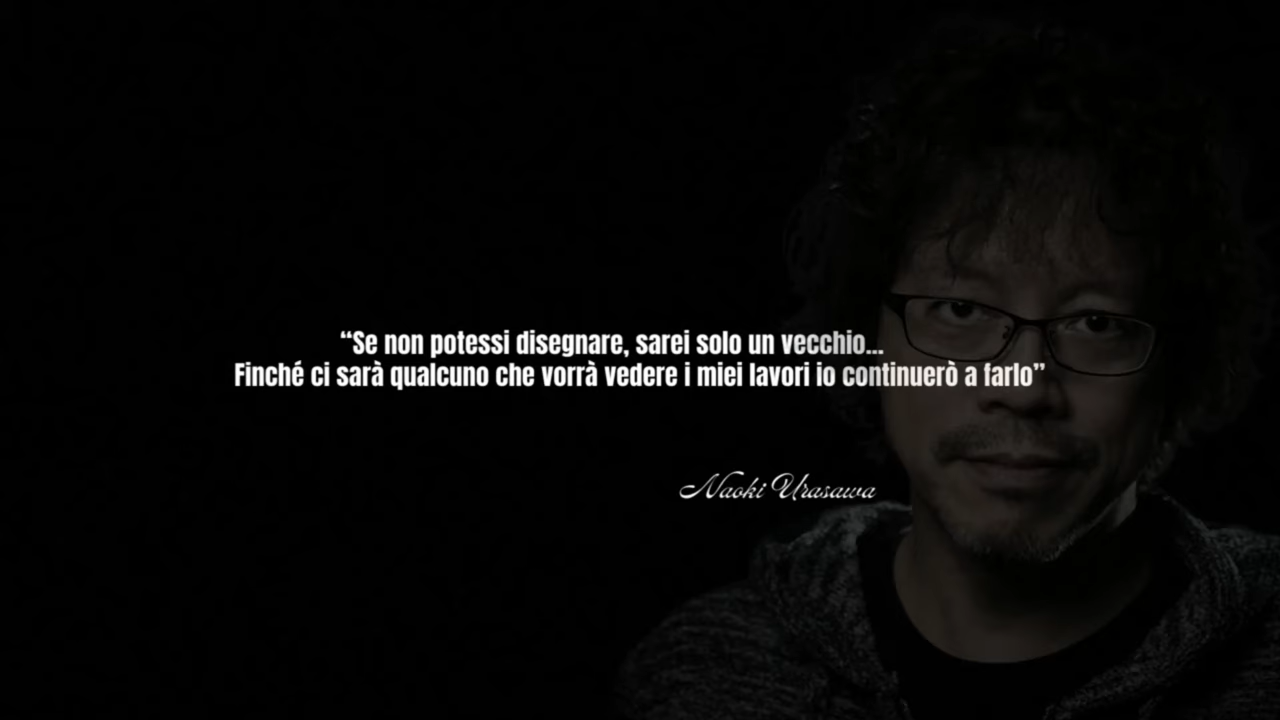 “Se non potessi disegnare, sarei solo un vecchio...
Finché ci sarà qualcuno che vorrà vedere i miei lavori io continuerò a farlo”
Naoki Urasawa